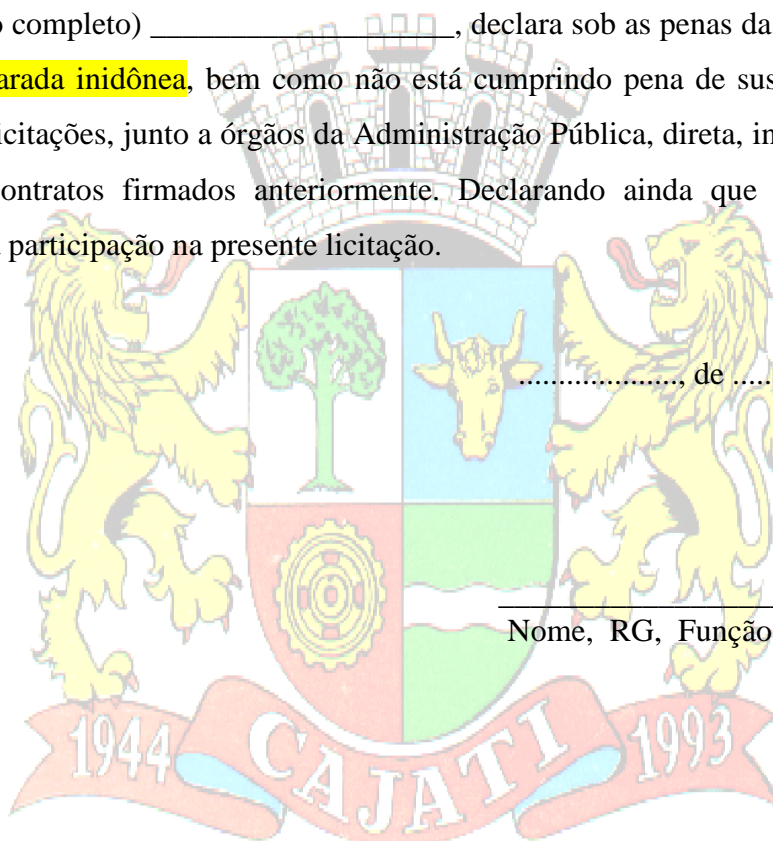 o completo) ___________________, declara sob as penas da
arada inidônea, bem como não está cumprindo pena de sus
icitações, junto a órgãos da Administração Pública, direta, in
ontratos firmados anteriormente. Declarando ainda que
participação na presente licitação.
...................., de .....
___________________
Nome, RG, Função
1944 CAJATI 1993